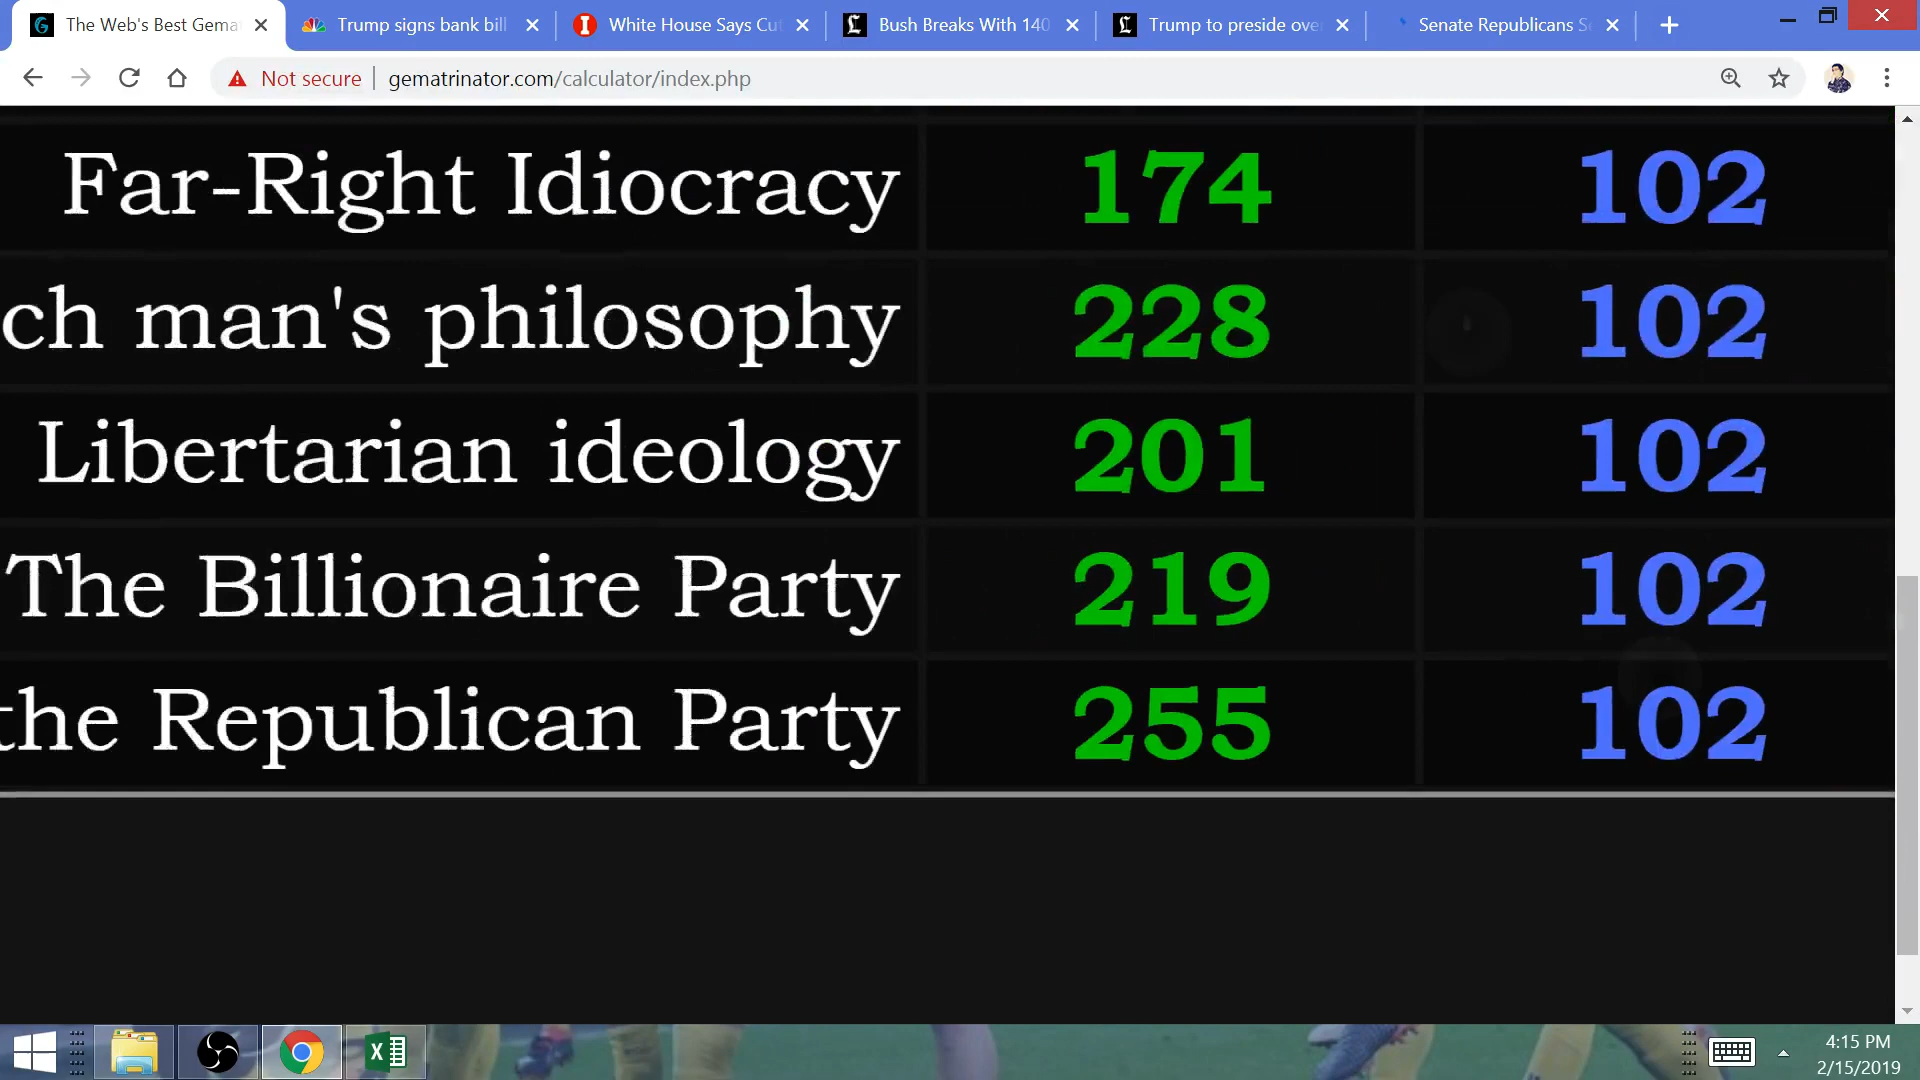 The Web's Best Gema
Trump signs bank bill
White House Says Cut
Bush Breaks With 140
Trump to preside ove
Senate Republicans S
Not secure
gematrinator.com/calculator/index.php
Far-Right Idiocracy 174 102
ch man's philosophy 228 102
Libertarian ideology 201 102
The Billionaire Party 219 102
the Republican Party 255 102
4:15 PM
2/15/2019